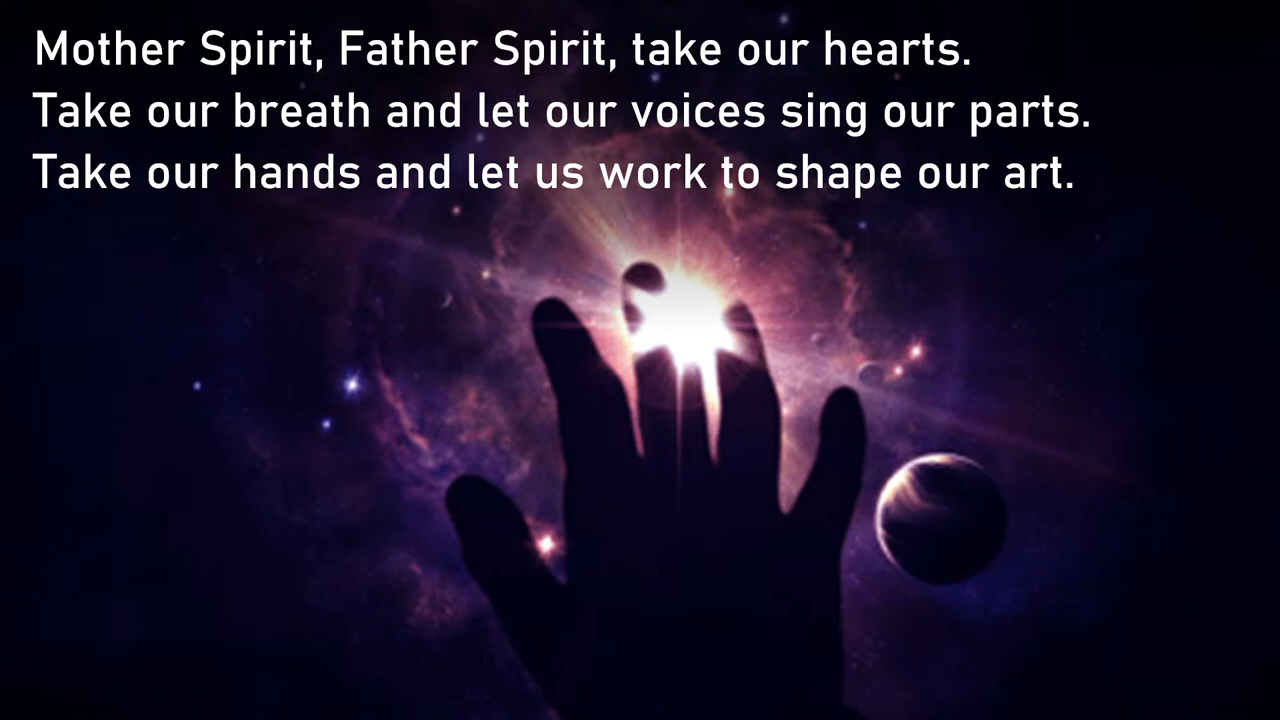 Mother Spirit, Father Spirit, take our hearts.
Take our breath and let our voices sing our parts.
Take our hands and let us work to shape our art.